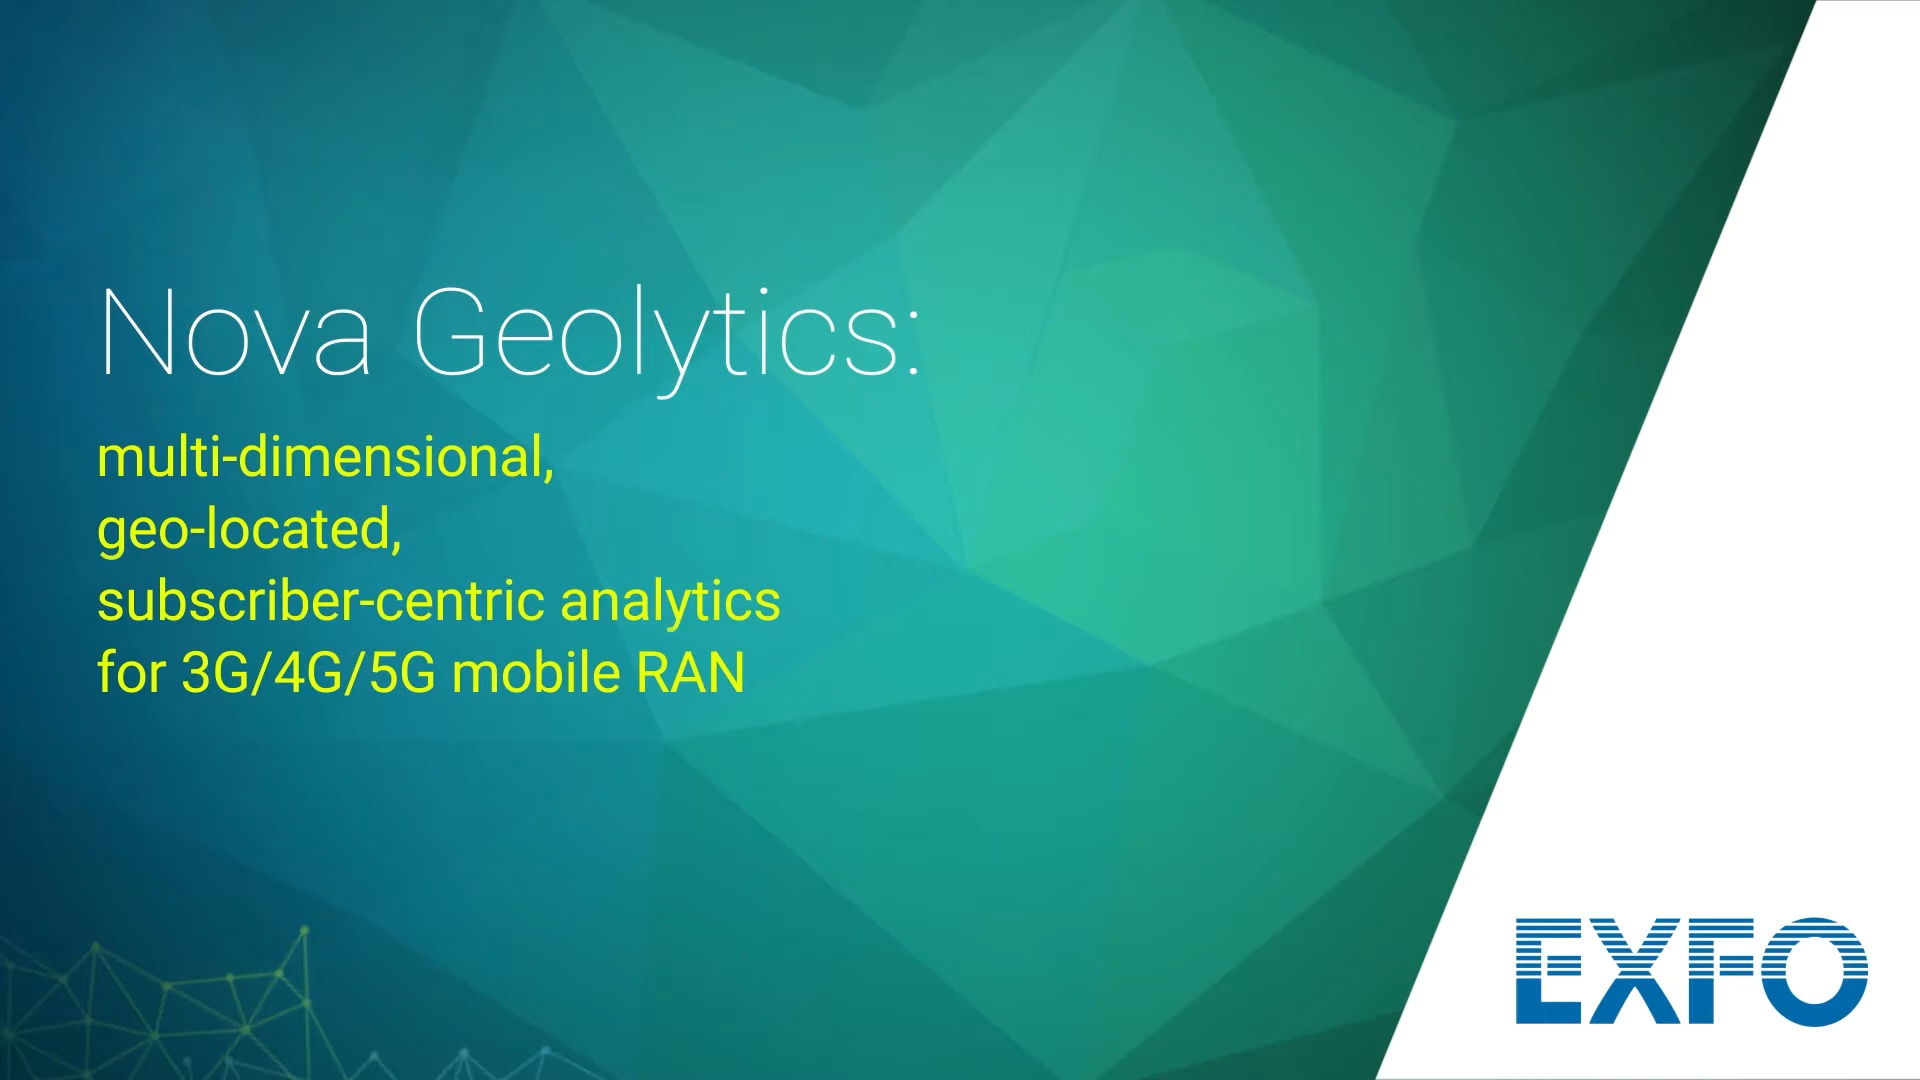 Nova Geolytics:
multi-dimensional,
geo-located,
subscriber-centric analytics
for 3G/4G/5G mobile RAN
EXFO